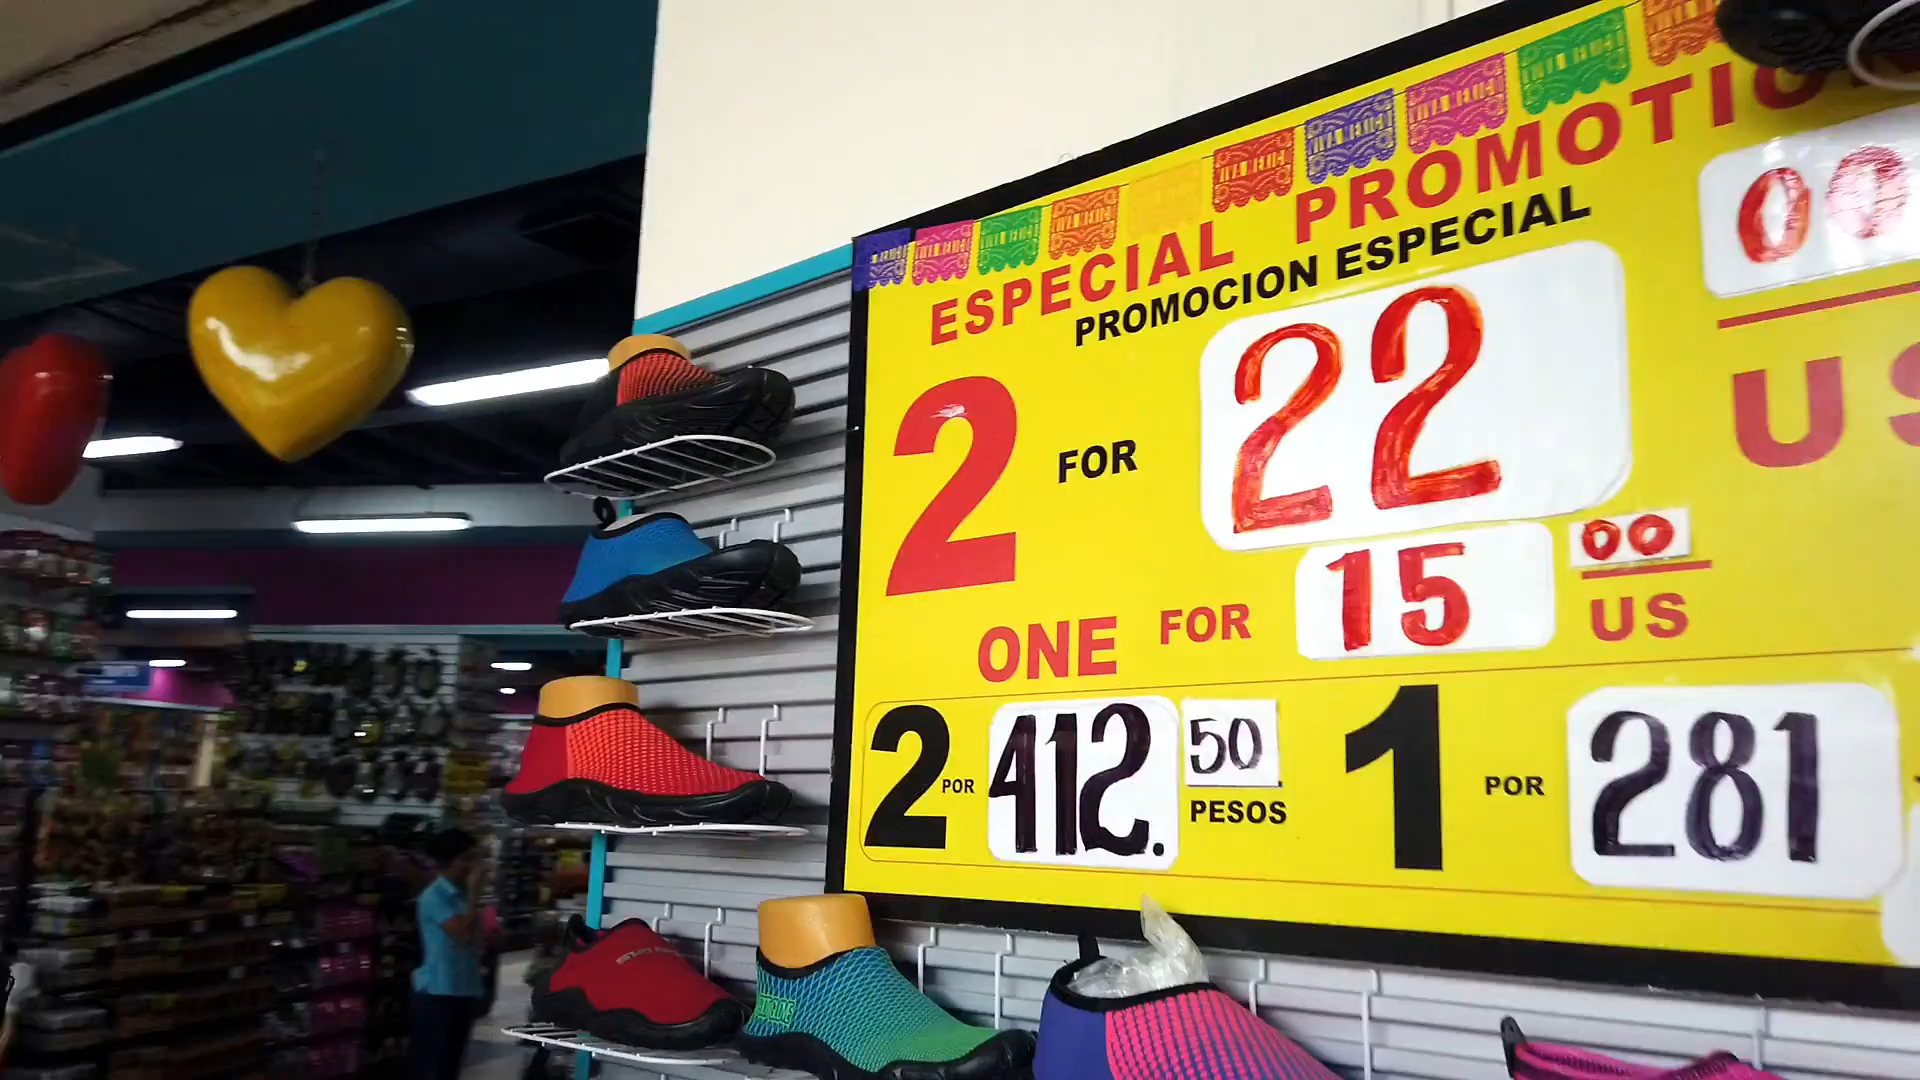 ESPECIAL PROMOTIO
PROMOCION ESPECIAL
2 FOR 22 00 US
ONE FOR 15 00 US
2 POR 412. 50 PESOS 1 POR 281